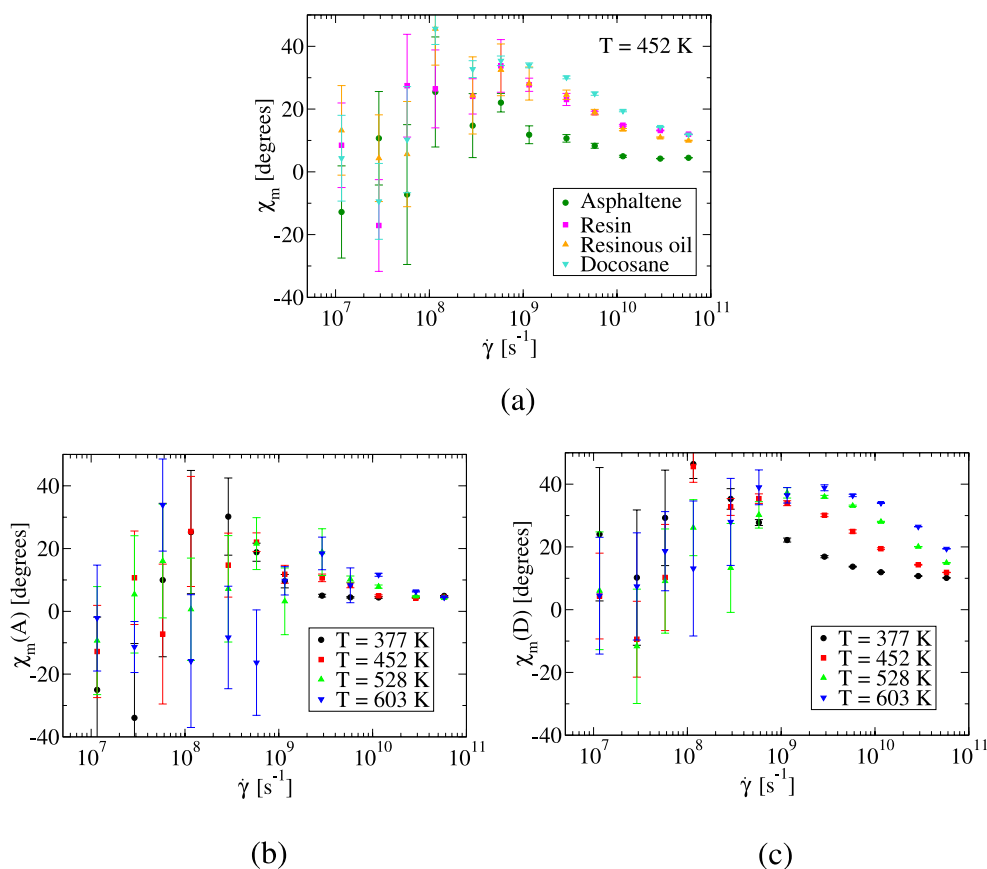 40
20
0
-20
-40
χm [degrees]
T = 452 K
Asphaltene
Resin
Resinous oil
Docosane
10^7 10^8 10^9 10^10 10^11
γ̇ [s^-1]
(a)
40
20
0
-20
-40
χm(A) [degrees]
T = 377 K
T = 452 K
T = 528 K
T = 603 K
10^7 10^8 10^9 10^10 10^11
γ̇ [s^-1]
(b)
40
20
0
-20
-40
χm(D) [degrees]
T = 377 K
T = 452 K
T = 528 K
T = 603 K
10^7 10^8 10^9 10^10 10^11
γ̇ [s^-1]
(c)